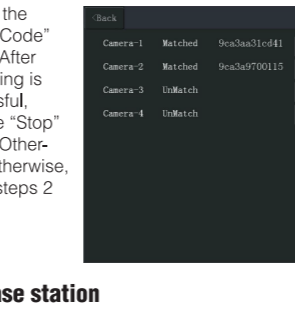 the
Code”
After
ing is
sful,
e “Stop”
Other-
therwise,
steps 2
<Back
Camera-1 Matched 9ca3aa31cd41
Camera-2 Matched 9ca3a9700115
Camera-3 UnMatch
Camera-4 UnMatch
ase station